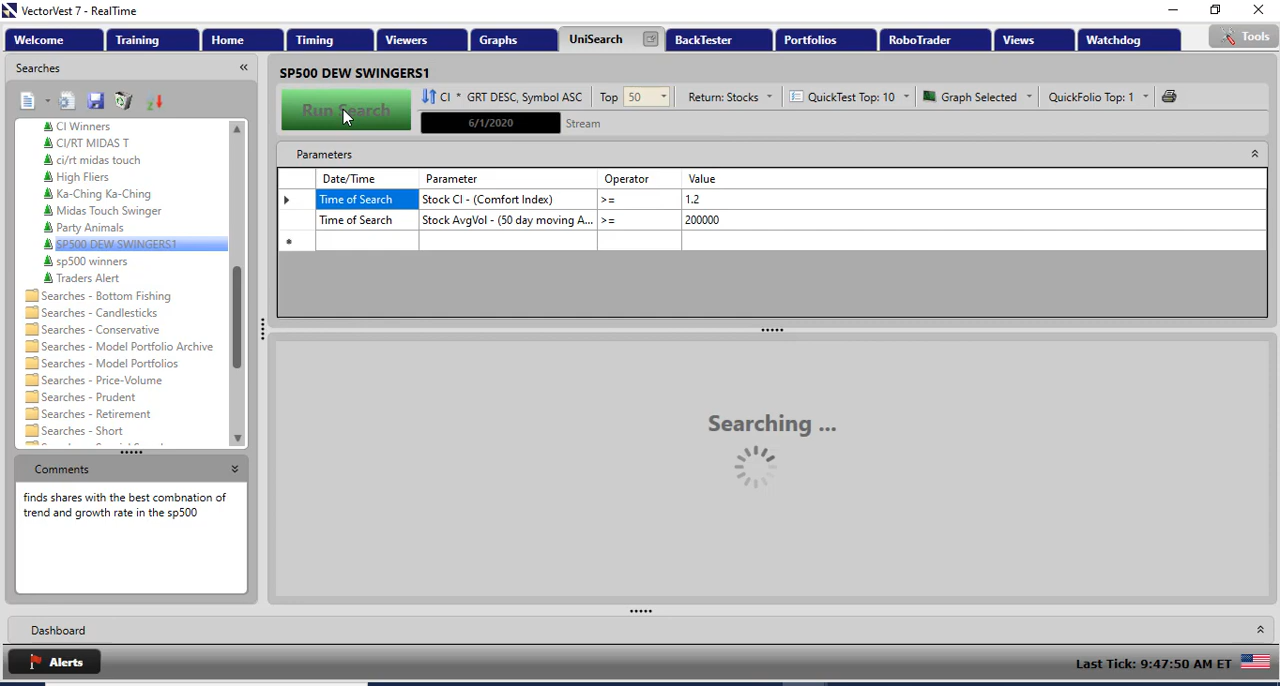 VectorVest 7 - RealTime
Welcome
Training
Home
Timing
Viewers
Graphs
UniSearch
BackTester
Portfolios
RoboTrader
Views
Watchdog
Tools
Searches
SP500 DEW SWINGERS1
Run Search
CI * GRT DESC, Symbol ASC
Top 50
Return: Stocks
QuickTest Top: 10
Graph Selected
QuickFolio Top: 1
6/1/2020
Stream
CI Winners
CI/RT MIDAS T
ci/rt midas touch
High Fliers
Ka-Ching Ka-Ching
Midas Touch Swinger
Party Animals
SP500 DEW SWINGERS1
sp500 winners
Traders Alert
Searches - Bottom Fishing
Searches - Candlesticks
Searches - Conservative
Searches - Model Portfolio Archive
Searches - Model Portfolios
Searches - Price-Volume
Searches - Prudent
Searches - Retirement
Searches - Short
Parameters
Date/Time Parameter Operator Value
Time of Search Stock CI - (Comfort Index) >= 1.2
Time of Search Stock AvgVol - (50 day moving A... >= 200000
Searching ...
Comments
finds shares with the best combnation of
trend and growth rate in the sp500
Dashboard
Alerts
Last Tick: 9:47:50 AM ET